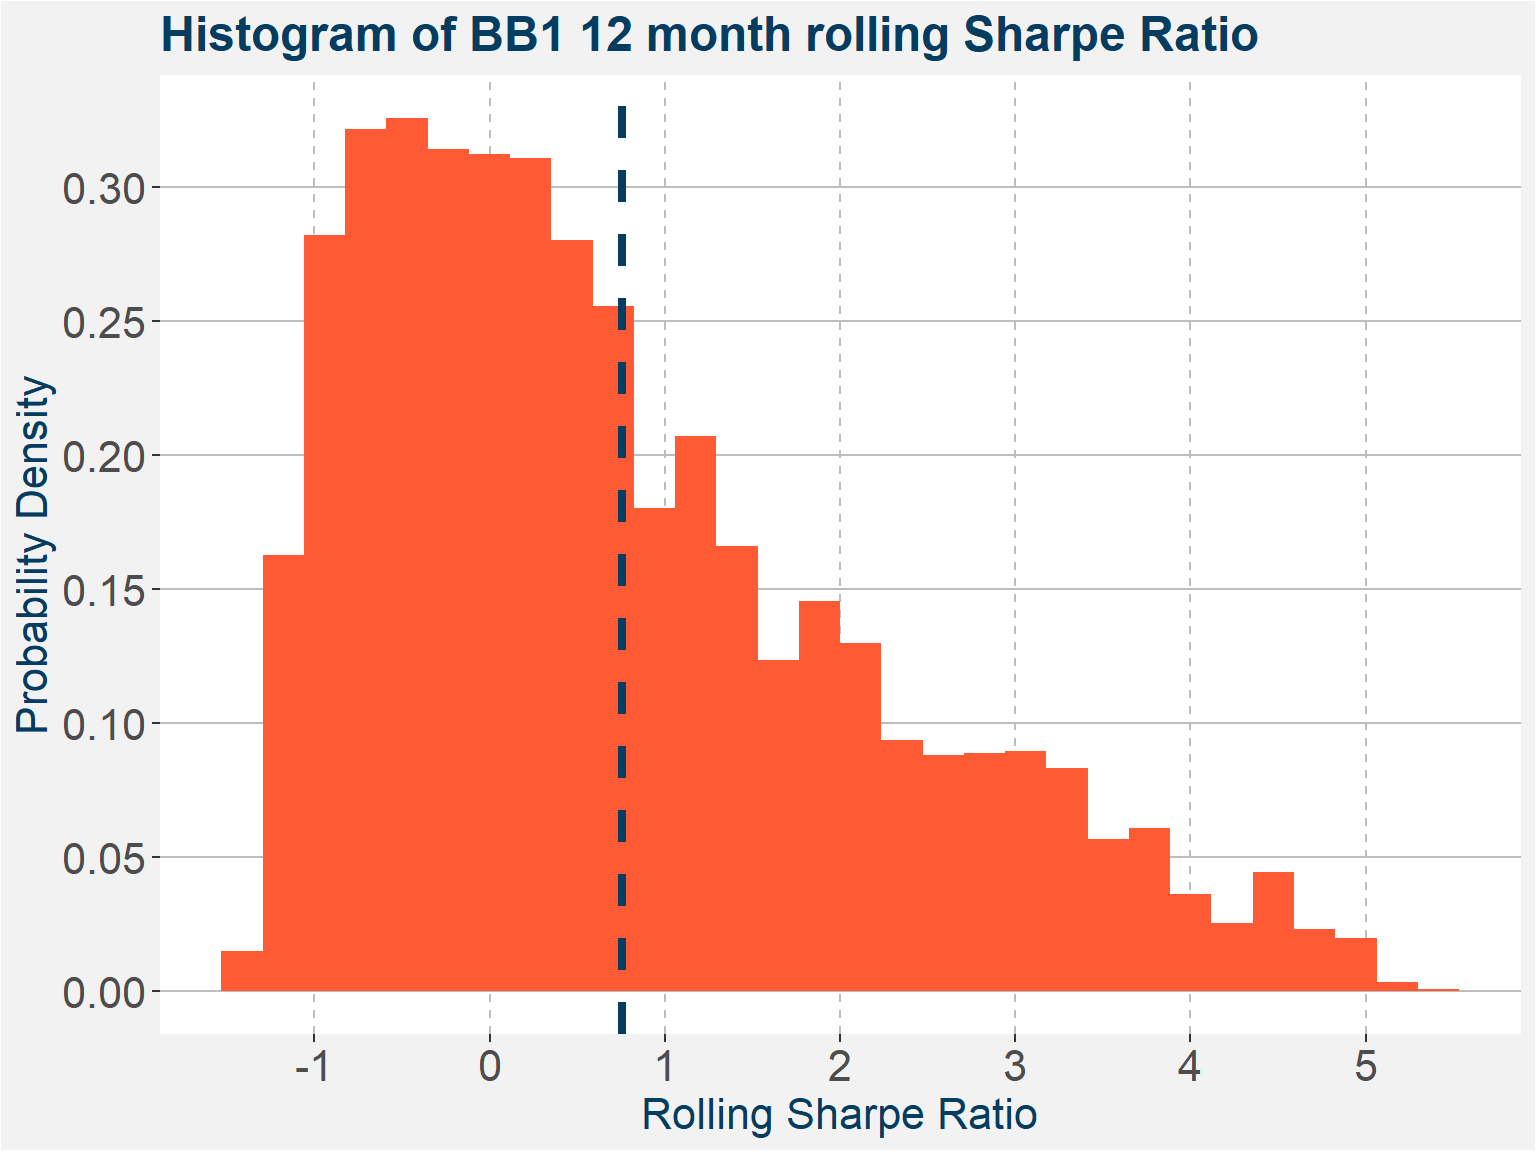 Histogram of BB1 12 month rolling Sharpe Ratio
Probability Density
0.30
0.25
0.20
0.15
0.10
0.05
0.00
-1 0 1 2 3 4 5
Rolling Sharpe Ratio